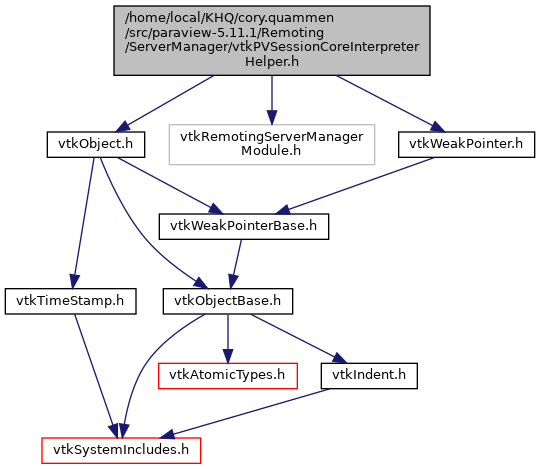 /home/local/KHQ/cory.quammen
/src/paraview-5.11.1/Remoting
/ServerManager/vtkPVSessionCoreInterpreter
Helper.h
vtkObject.h
vtkRemotingServerManager
Module.h
vtkWeakPointer.h
vtkWeakPointerBase.h
vtkTimeStamp.h
vtkObjectBase.h
vtkAtomicTypes.h
vtkIndent.h
vtkSystemIncludes.h